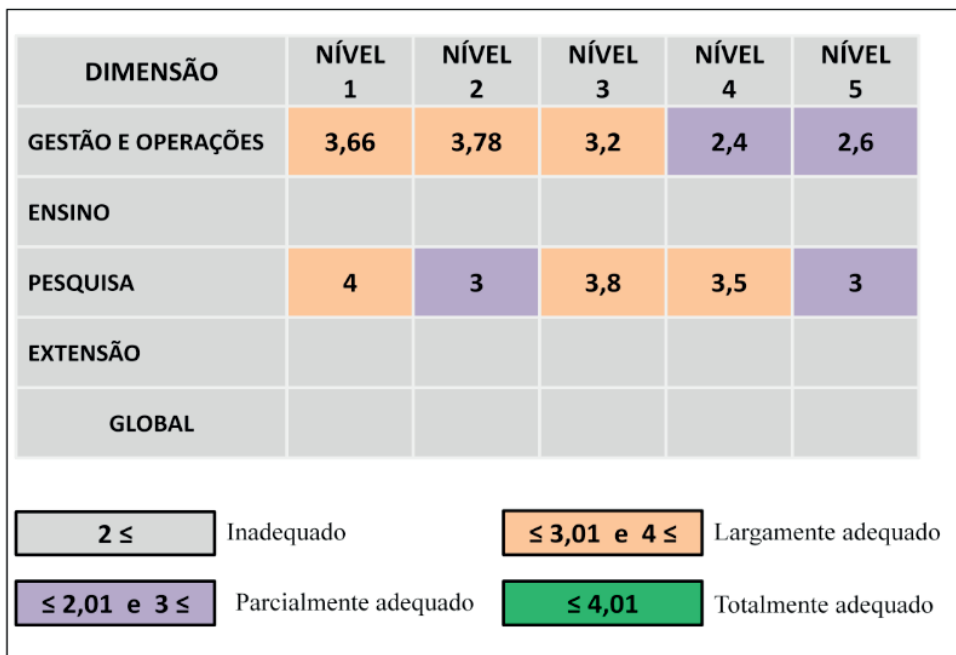 DIMENSÃO NÍVEL 1 NÍVEL 2 NÍVEL 3 NÍVEL 4 NÍVEL 5
GESTÃO E OPERAÇÕES 3,66 3,78 3,2 2,4 2,6
ENSINO
PESQUISA 4 3 3,8 3,5 3
EXTENSÃO
GLOBAL
2 ≤ Inadequado ≤ 3,01 e 4 ≤ Largamente adequado
≤ 2,01 e 3 ≤ Parcialmente adequado ≤ 4,01 Totalmente adequado